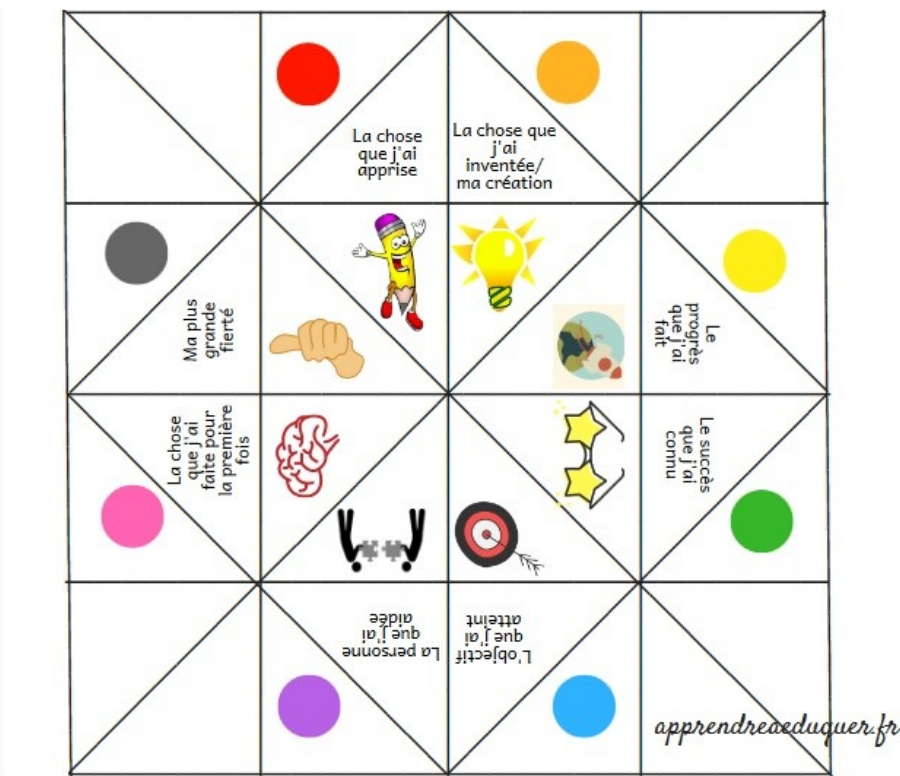 La chose
que j'ai
apprise
La chose que
j'ai
inventée/
ma création
Ma plus
grande
fierté
Le
progrès
que j'ai
fait
La chose
que j'ai
faite pour
la première
fois
Le succès
que j'ai
connu
La personne
que j'ai
aidée
L'objectif
que j'ai
atteint
apprendreaeduquer.fr